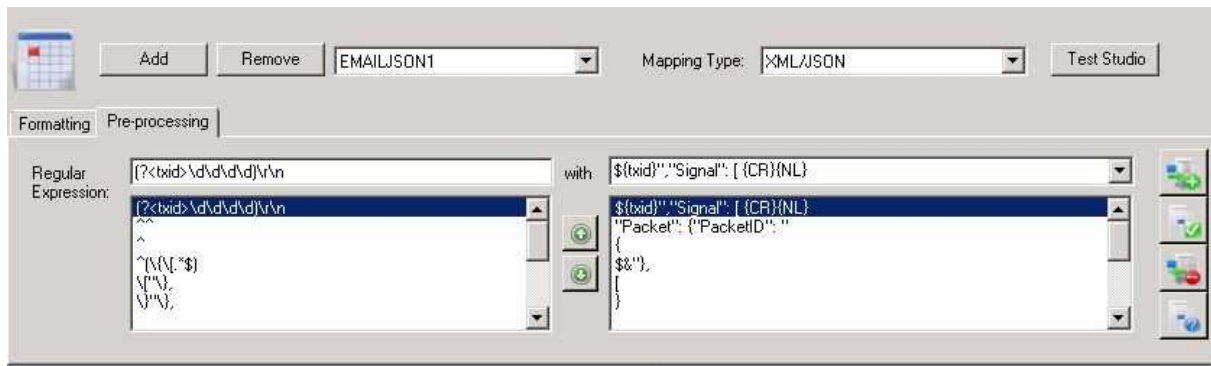 Add Remove EMAILJSON1 Mapping Type: XML/JSON Test Studio
Formatting Pre-processing
Regular Expression: (?<txid>\d\d\d\d)\r\n with ${txid}","Signal": [ {CR}{NL}
(?<txid>\d\d\d\d)\r\n
^^
^
^(\{\[.*$)
\["\},
\}"\},
${txid}","Signal": [ {CR}{NL}
"Packet": {"PacketID": "
{
$&"},
[
}